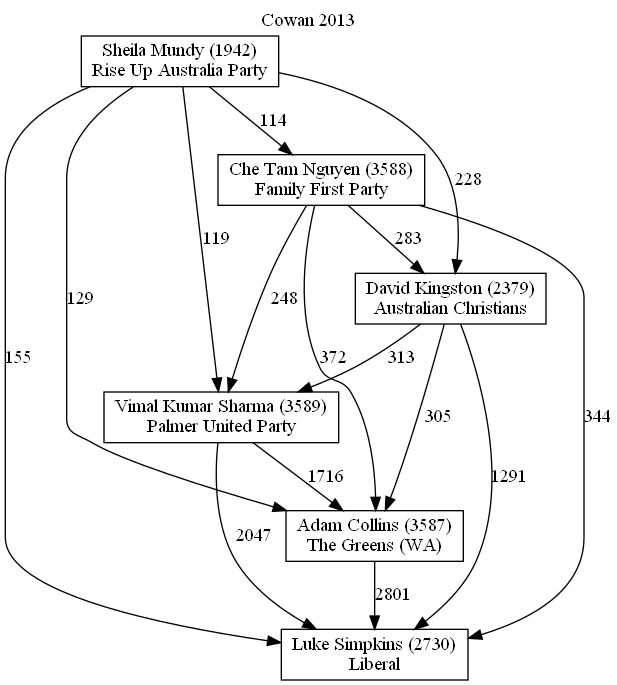 Cowan 2013
Sheila Mundy (1942)
Rise Up Australia Party
114
Che Tam Nguyen (3588)
Family First Party
228
119
248
283
129
David Kingston (2379)
Australian Christians
155
372
313
344
Vimal Kumar Sharma (3589)
Palmer United Party
305
1716
1291
2047
Adam Collins (3587)
The Greens (WA)
2801
Luke Simpkins (2730)
Liberal